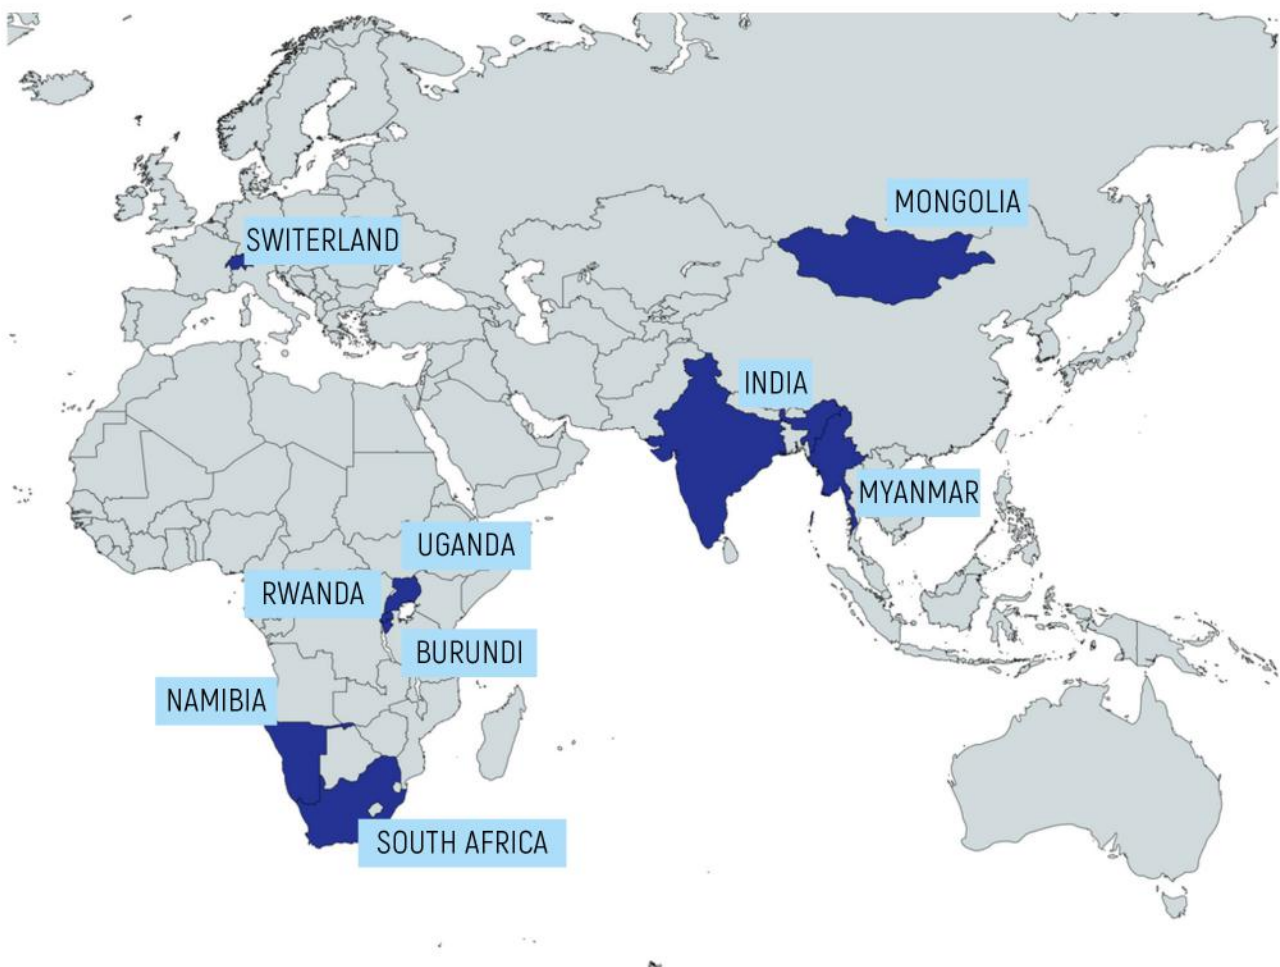 MONGOLIA
SWITERLAND
INDIA
MYANMAR
UGANDA
RWANDA
BURUNDI
NAMIBIA
SOUTH AFRICA